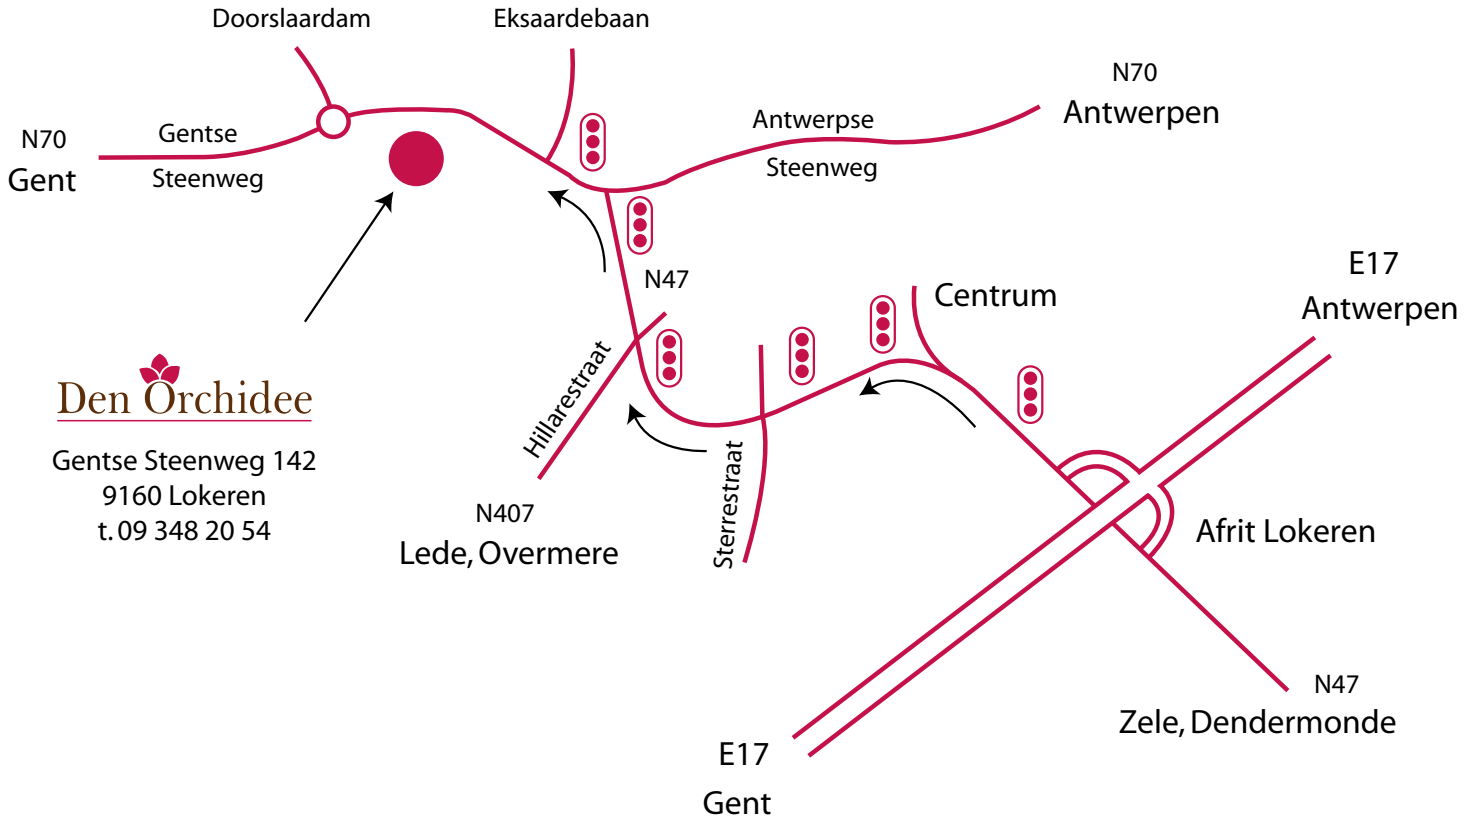 Doorslaardam
Eksaardebaan
N70
Antwerpen
Gentse
Steenweg
N70
Gent
Antwerpse
Steenweg
N47
Centrum
E17
Antwerpen
Hillarestraat
Sterrestraat
Den Orchidee
Gentse Steenweg 142
9160 Lokeren
t. 09 348 20 54
N407
Lede, Overmere
Afrit Lokeren
N47
Zele, Dendermonde
E17
Gent